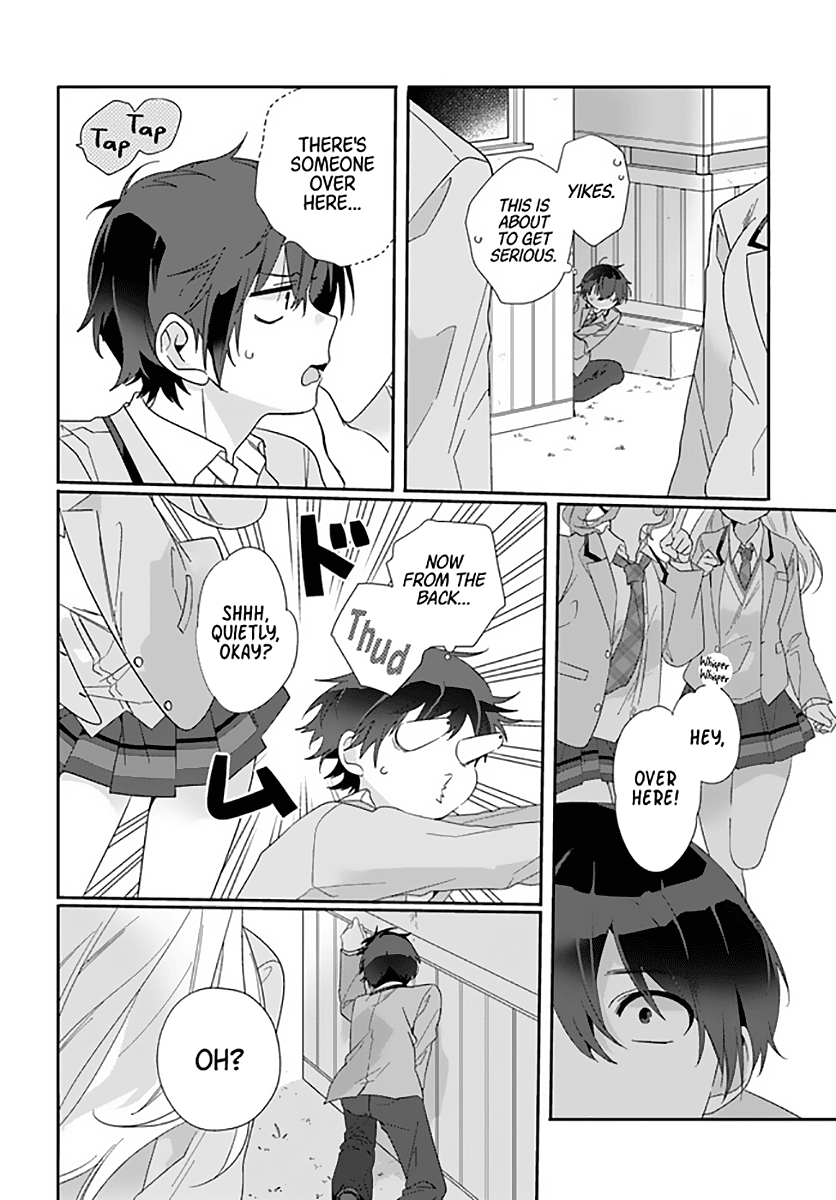 YIKES.
THIS IS
ABOUT
TO GET
SERIOUS.
THERE'S
SOMEONE
OVER
HERE...
Tap
Tap
Whisper
Whisper
HEY,
OVER
HERE!
NOW
FROM THE
BACK...
Thud
ドム
SHHH,
QUIETLY,
OKAY?
OH?